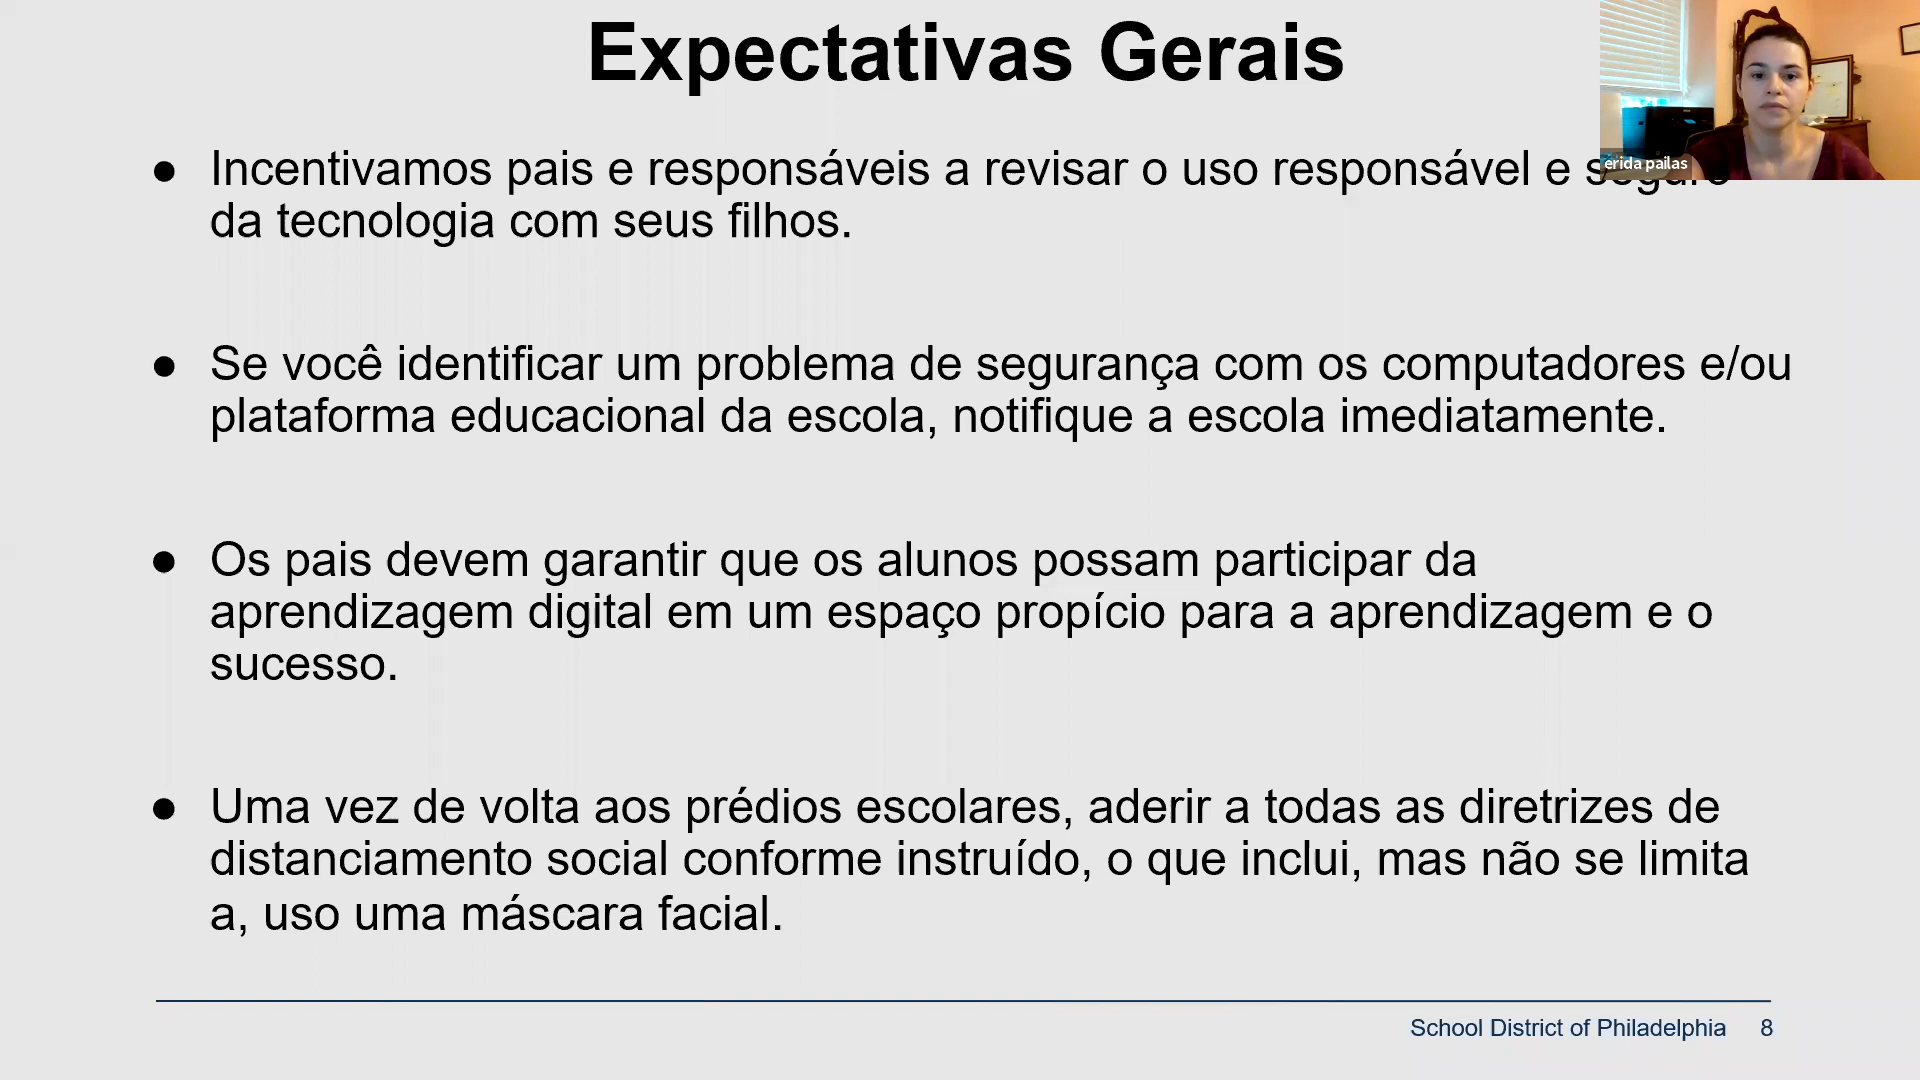 Expectativas Gerais
erida pailas
● Incentivamos pais e responsáveis a revisar o uso responsável e seguro
da tecnologia com seus filhos.
● Se você identificar um problema de segurança com os computadores e/ou
plataforma educacional da escola, notifique a escola imediatamente.
● Os pais devem garantir que os alunos possam participar da
aprendizagem digital em um espaço propício para a aprendizagem e o
sucesso.
● Uma vez de volta aos prédios escolares, aderir a todas as diretrizes de
distanciamento social conforme instruído, o que inclui, mas não se limita
a, uso uma máscara facial.
School District of Philadelphia 8